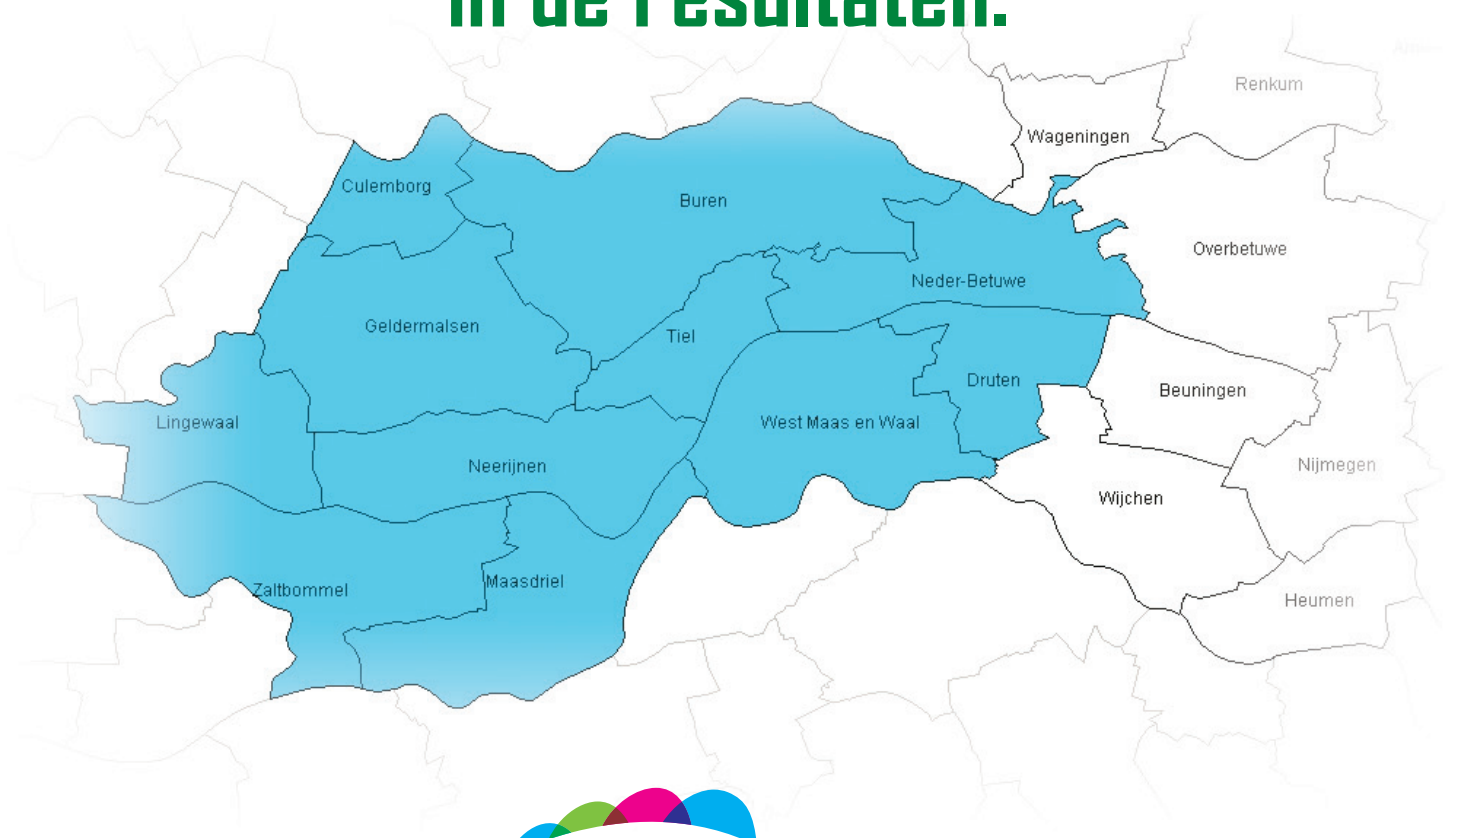 in de resultaten.
Renkum
Wageningen
Culemborg
Buren
Overbetuwe
Neder-Betuwe
Geldermalsen
Tiel
Druten
Beuningen
Lingewaal
West Maas en Waal
Neerijnen
Nijmegen
Wijchen
Maasdriel
Zaltbommel
Heumen